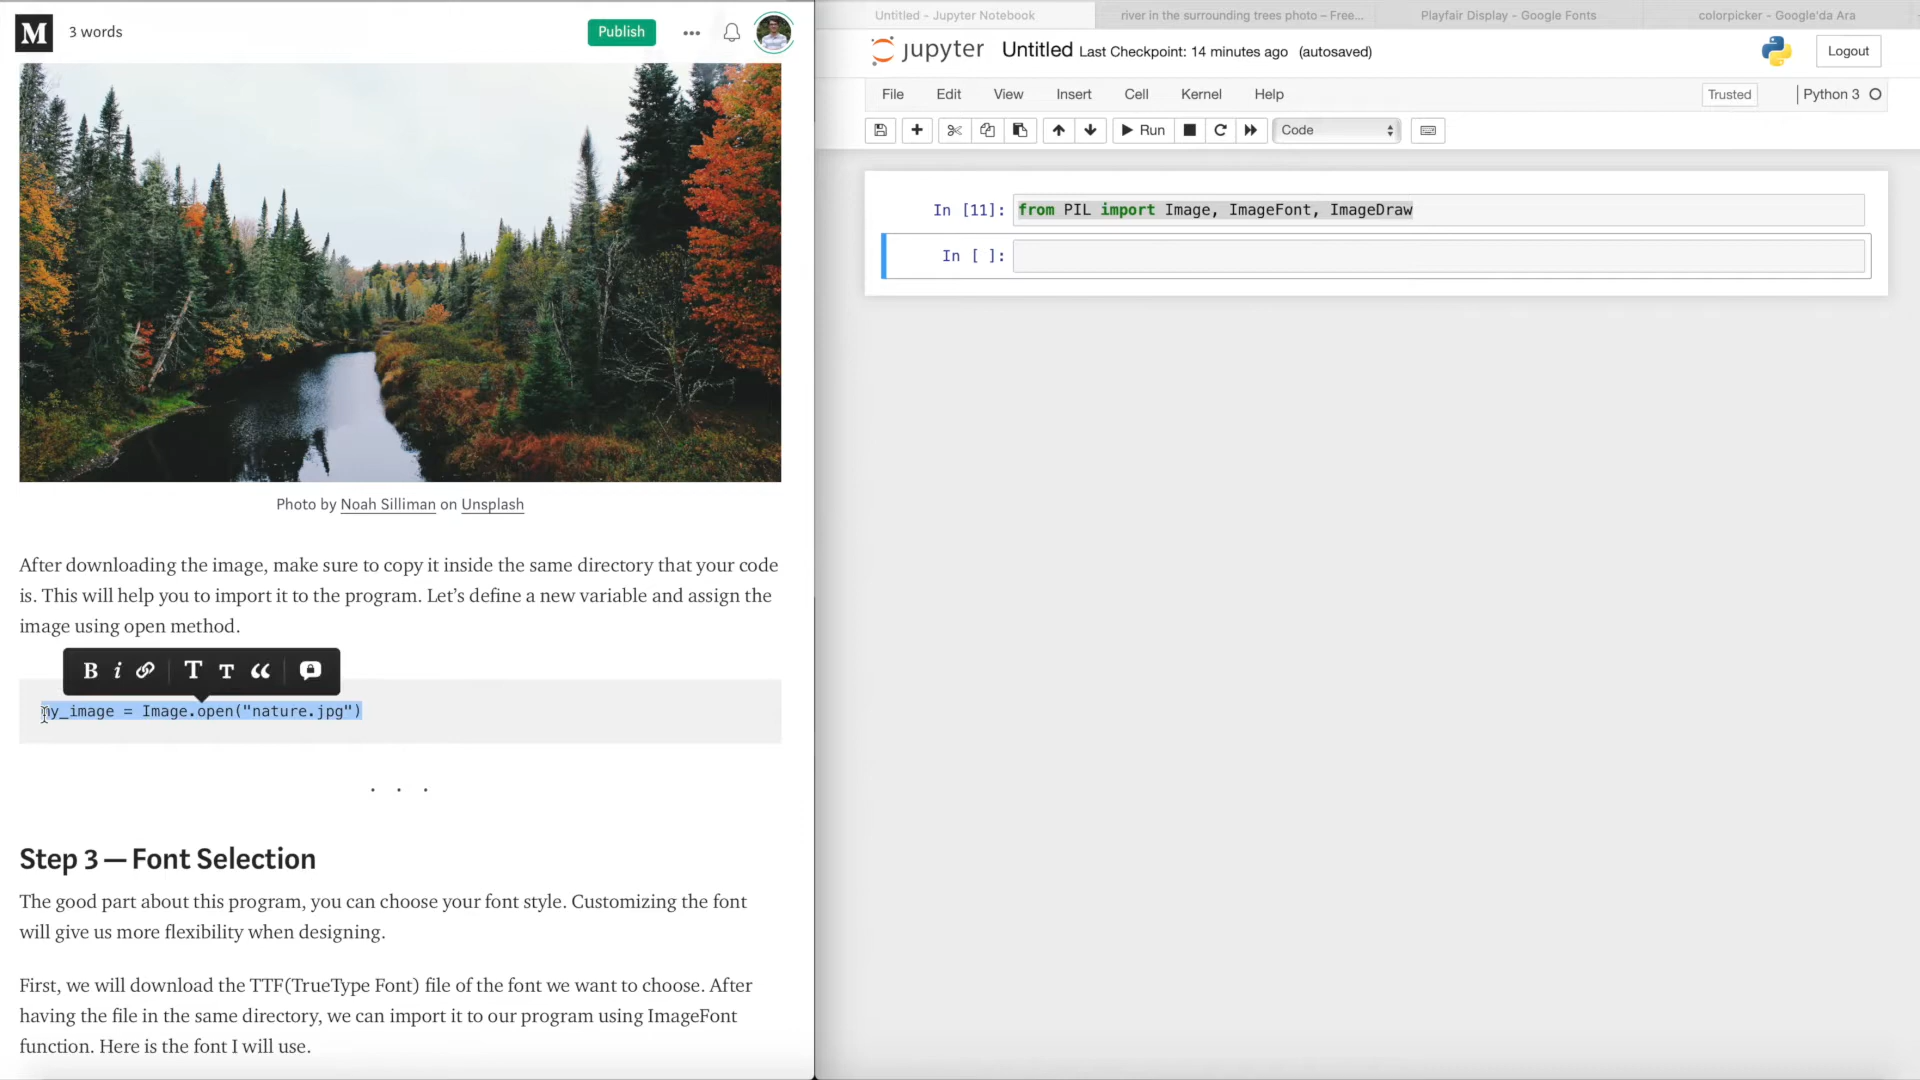 M 3 words Publish
Photo by Noah Silliman on Unsplash
After downloading the image, make sure to copy it inside the same directory that your code
is. This will help you to import it to the program. Let's define a new variable and assign the
image using open method.
B i T T
my_image = Image.open("nature.jpg")
Step 3 — Font Selection
The good part about this program, you can choose your font style. Customizing the font
will give us more flexibility when designing.
First, we will download the TTF(TrueType Font) file of the font we want to choose. After
having the file in the same directory, we can import it to our program using ImageFont
function. Here is the font I will use.
Untitled - Jupyter Notebook
river in the surrounding trees photo – Free...
Playfair Display - Google Fonts
colorpicker - Google'da Ara
jupyter Untitled Last Checkpoint: 14 minutes ago (autosaved)
Logout
File Edit View Insert Cell Kernel Help
Trusted Python 3
Run Code
In [11]: from PIL import Image, ImageFont, ImageDraw
In [ ]: